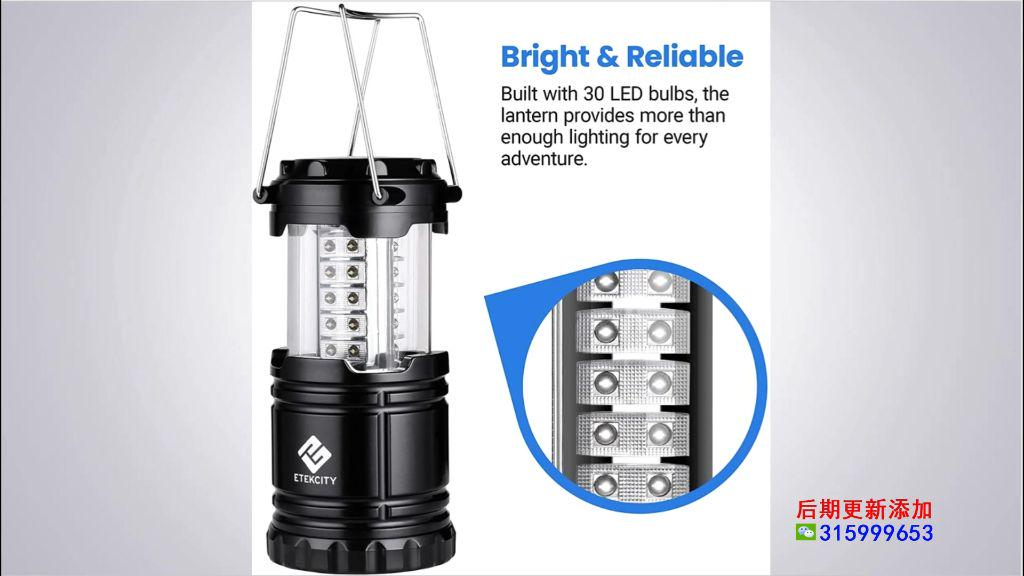 Bright & Reliable
Built with 30 LED bulbs, the
lantern provides more than
enough lighting for every
adventure.
ETEKCITY
后期更新添加
315999653